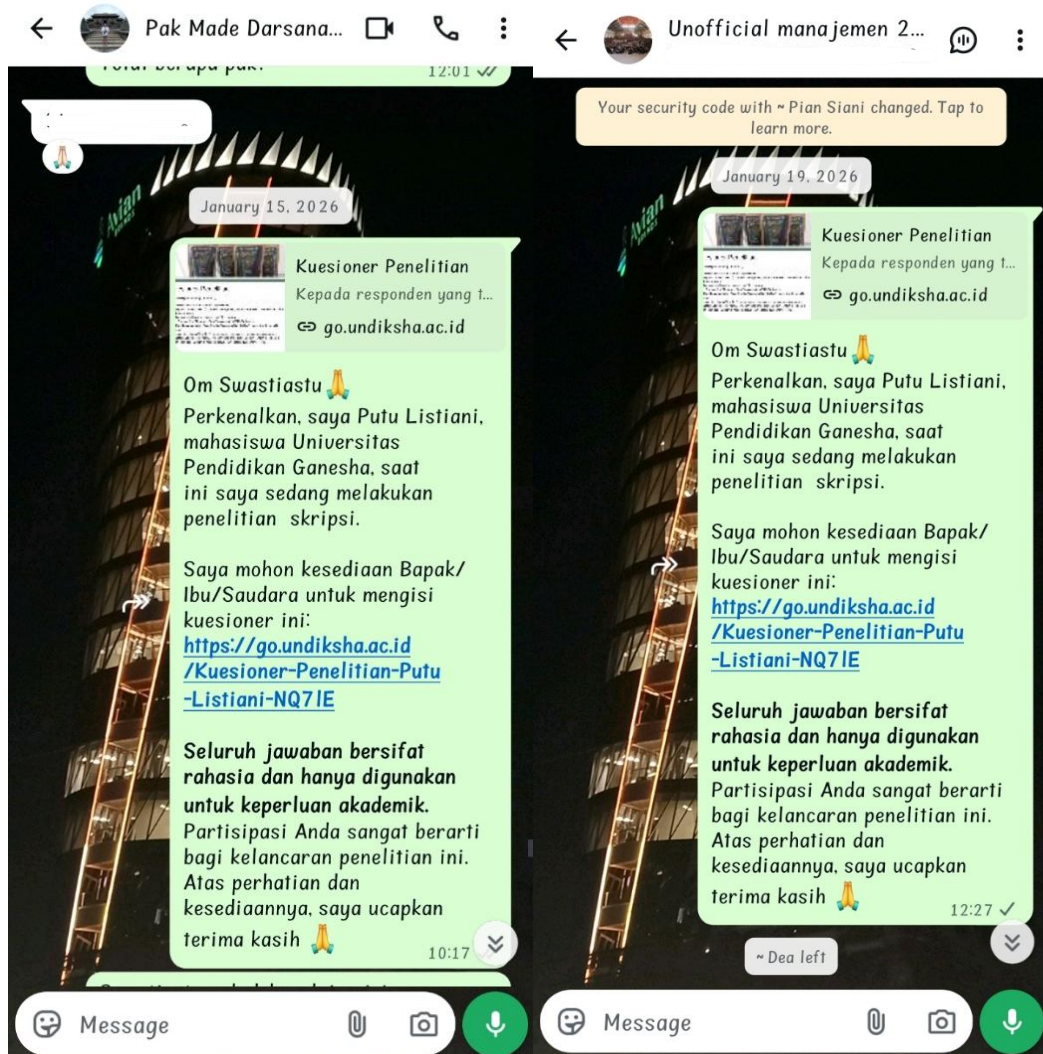 Pak Made Darsana...
12:01
January 15, 2026
Kuesioner Penelitian
Kepada responden yang t...
go.undiksha.ac.id
Om Swastiastu🙏
Perkenalkan, saya Putu Listiani,
mahasiswa Universitas
Pendidikan Ganesha, saat
ini saya sedang melakukan
penelitian skripsi.
Saya mohon kesediaan Bapak/
Ibu/Saudara untuk mengisi
kuesioner ini:
https://go.undiksha.ac.id
/Kuesioner-Penelitian-Putu
-Listiani-NQ7lE
Seluruh jawaban bersifat
rahasia dan hanya digunakan
untuk keperluan akademik.
Partisipasi Anda sangat berarti
bagi kelancaran penelitian ini.
Atas perhatian dan
kesediaannya, saya ucapkan
terima kasih 🙏
10:17
Message
Avian
Unofficial manajemen 2...
Your security code with ~ Pian Siani changed. Tap to
learn more.
January 19, 2026
Kuesioner Penelitian
Kepada responden yang t...
go.undiksha.ac.id
Om Swastiastu🙏
Perkenalkan, saya Putu Listiani,
mahasiswa Universitas
Pendidikan Ganesha, saat
ini saya sedang melakukan
penelitian skripsi.
Saya mohon kesediaan Bapak/
Ibu/Saudara untuk mengisi
kuesioner ini:
https://go.undiksha.ac.id
/Kuesioner-Penelitian-Putu
-Listiani-NQ7lE
Seluruh jawaban bersifat
rahasia dan hanya digunakan
untuk keperluan akademik.
Partisipasi Anda sangat berarti
bagi kelancaran penelitian ini.
Atas perhatian dan
kesediaannya, saya ucapkan
terima kasih 🙏
12:27
~ Dea left
Message
Avian